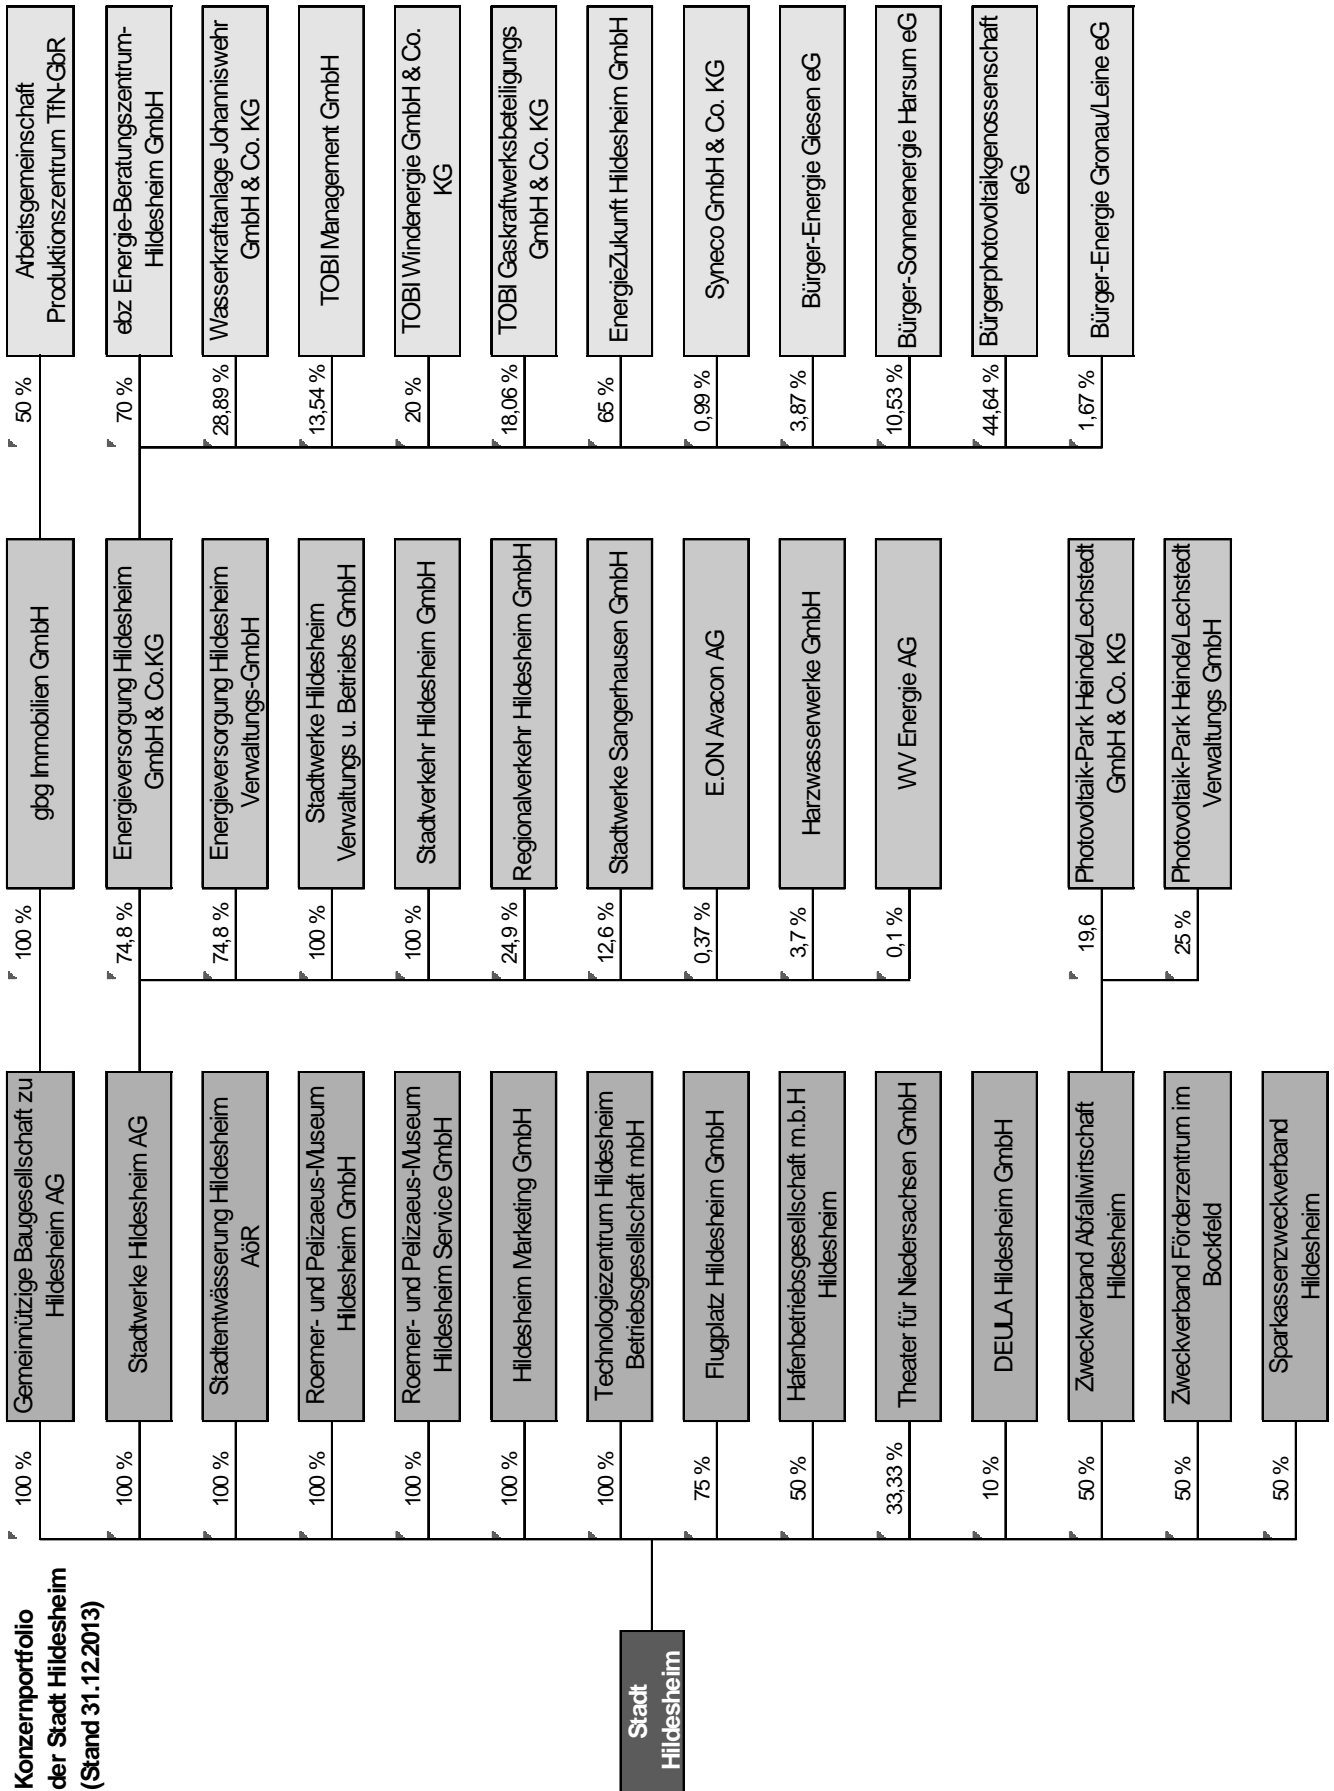 Konzernportfolio
der Stadt Hildesheim
(Stand 31.12.2013)
Stadt
Hildesheim
100 %
Gemeinnützige Baugesellschaft zu
Hildesheim AG
100 %
Stadtwerke Hildesheim AG
100 %
Stadtentwässerung Hildesheim
AöR
100 %
Roemer- und Pelizaeus-Museum
Hildesheim GmbH
100 %
Roemer- und Pelizaeus-Museum
Hildesheim Service GmbH
100 %
Hildesheim Marketing GmbH
100 %
Technologiezentrum Hildesheim
Betriebsgesellschaft mbH
75 %
Flugplatz Hildesheim GmbH
50 %
Hafenbetriebsgesellschaft m.b.H
Hildesheim
33,33 %
Theater für Niedersachsen GmbH
10 %
DEULA Hildesheim GmbH
50 %
Zweckverband Abfallwirtschaft
Hildesheim
50 %
Zweckverband Förderzentrum im
Bockfeld
50 %
Sparkassenzweckverband
Hildesheim
100 %
gbg Immobilien GmbH
74,8 %
Energieversorgung Hildesheim
GmbH & Co.KG
74,8 %
Energieversorgung Hildesheim
Verwaltungs-GmbH
100 %
Stadtwerke Hildesheim
Verwaltungs u. Betriebs GmbH
100 %
Stadtverkehr Hildesheim GmbH
24,9 %
Regionalverkehr Hildesheim GmbH
12,6 %
Stadtwerke Sangerhausen GmbH
0,37 %
E.ON Avacon AG
3,7 %
Harzwasserwerke GmbH
0,1 %
WV Energie AG
19,6
Photovoltaik-Park Heinde/Lechstedt
GmbH & Co. KG
25 %
Photovoltaik-Park Heinde/Lechstedt
Verwaltungs GmbH
50 %
Arbeitsgemeinschaft
Produktionszentrum TfN-GbR
70 %
ebz Energie-Beratungszentrum-
Hildesheim GmbH
28,89 %
Wasserkraftanlage Johanniswehr
GmbH & Co. KG
13,54 %
TOBI Management GmbH
20 %
TOBI Windenergie GmbH & Co.
KG
18,06 %
TOBI Gaskraftwerksbeteiligungs
GmbH & Co. KG
65 %
EnergieZukunft Hildesheim GmbH
0,99 %
Syneco GmbH & Co. KG
3,87 %
Bürger-Energie Giesen eG
10,53 %
Bürger-Sonnenenergie Harsum eG
44,64 %
Bürgerphotovoltaikgenossenschaft
eG
1,67 %
Bürger-Energie Gronau/Leine eG